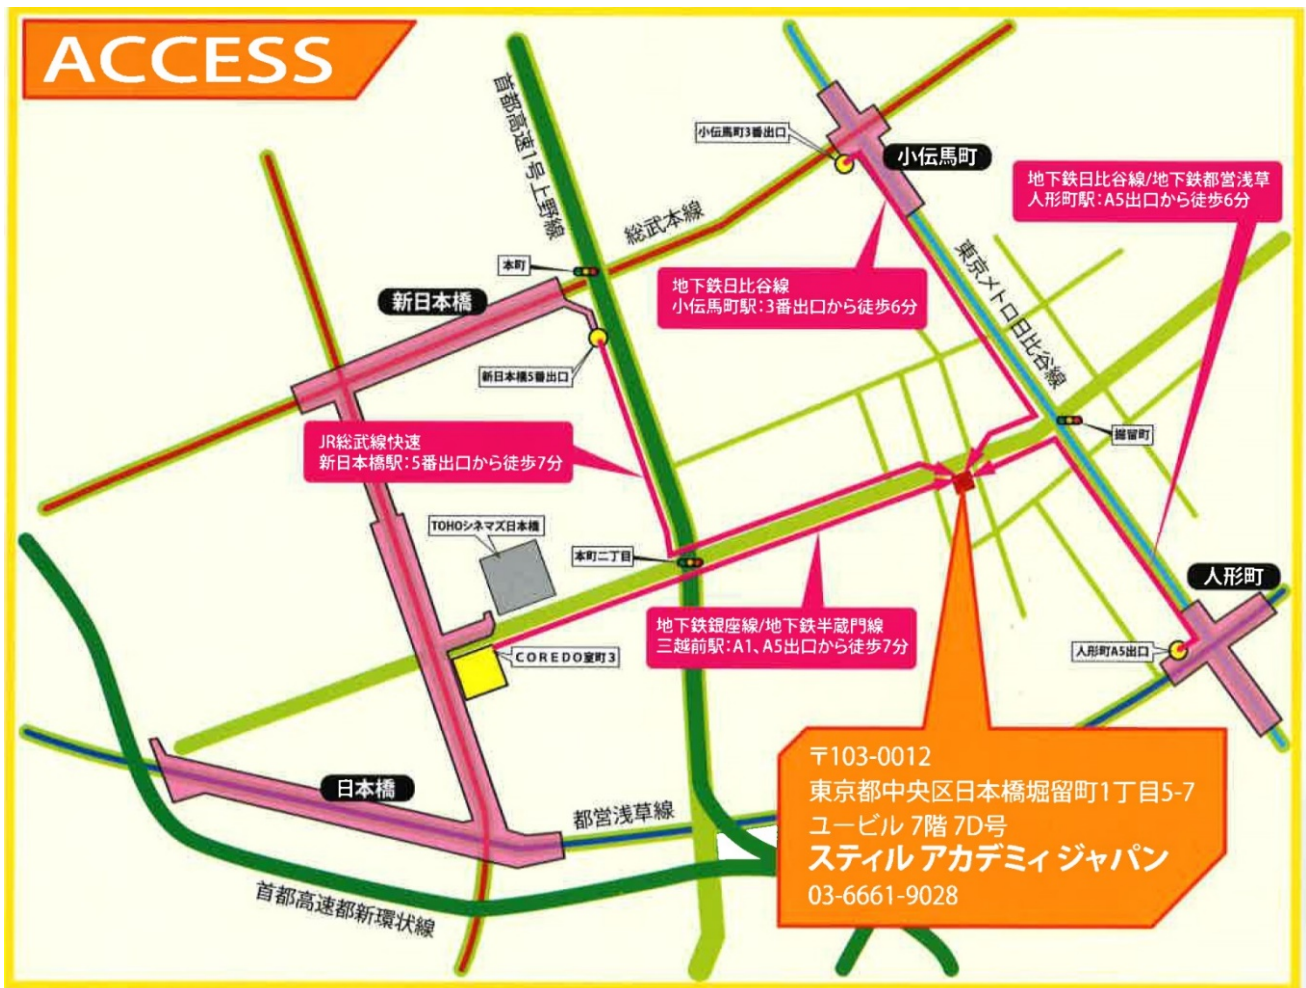 ACCESS
首都高速1号上野線
小伝馬町3番出口
小伝馬町
地下鉄日比谷線/地下鉄都営浅草
人形町駅:A5出口から徒歩6分
総武本線
本町
東京メトロ日比谷線
新日本橋
地下鉄日比谷線
小伝馬町駅:3番出口から徒歩6分
新日本橋5番出口
堀留町
JR総武線快速
新日本橋駅:5番出口から徒歩7分
TOHOシネマズ日本橋
本町二丁目
人形町
地下鉄銀座線/地下鉄半蔵門線
三越前駅:A1、A5出口から徒歩7分
COREDO室町3
人形町A5出口
日本橋
都営浅草線
首都高速都新環状線
〒103-0012
東京都中央区日本橋堀留町1丁目5-7
ユービル 7階 7D号
スティル アカデミィ ジャパン
03-6661-9028